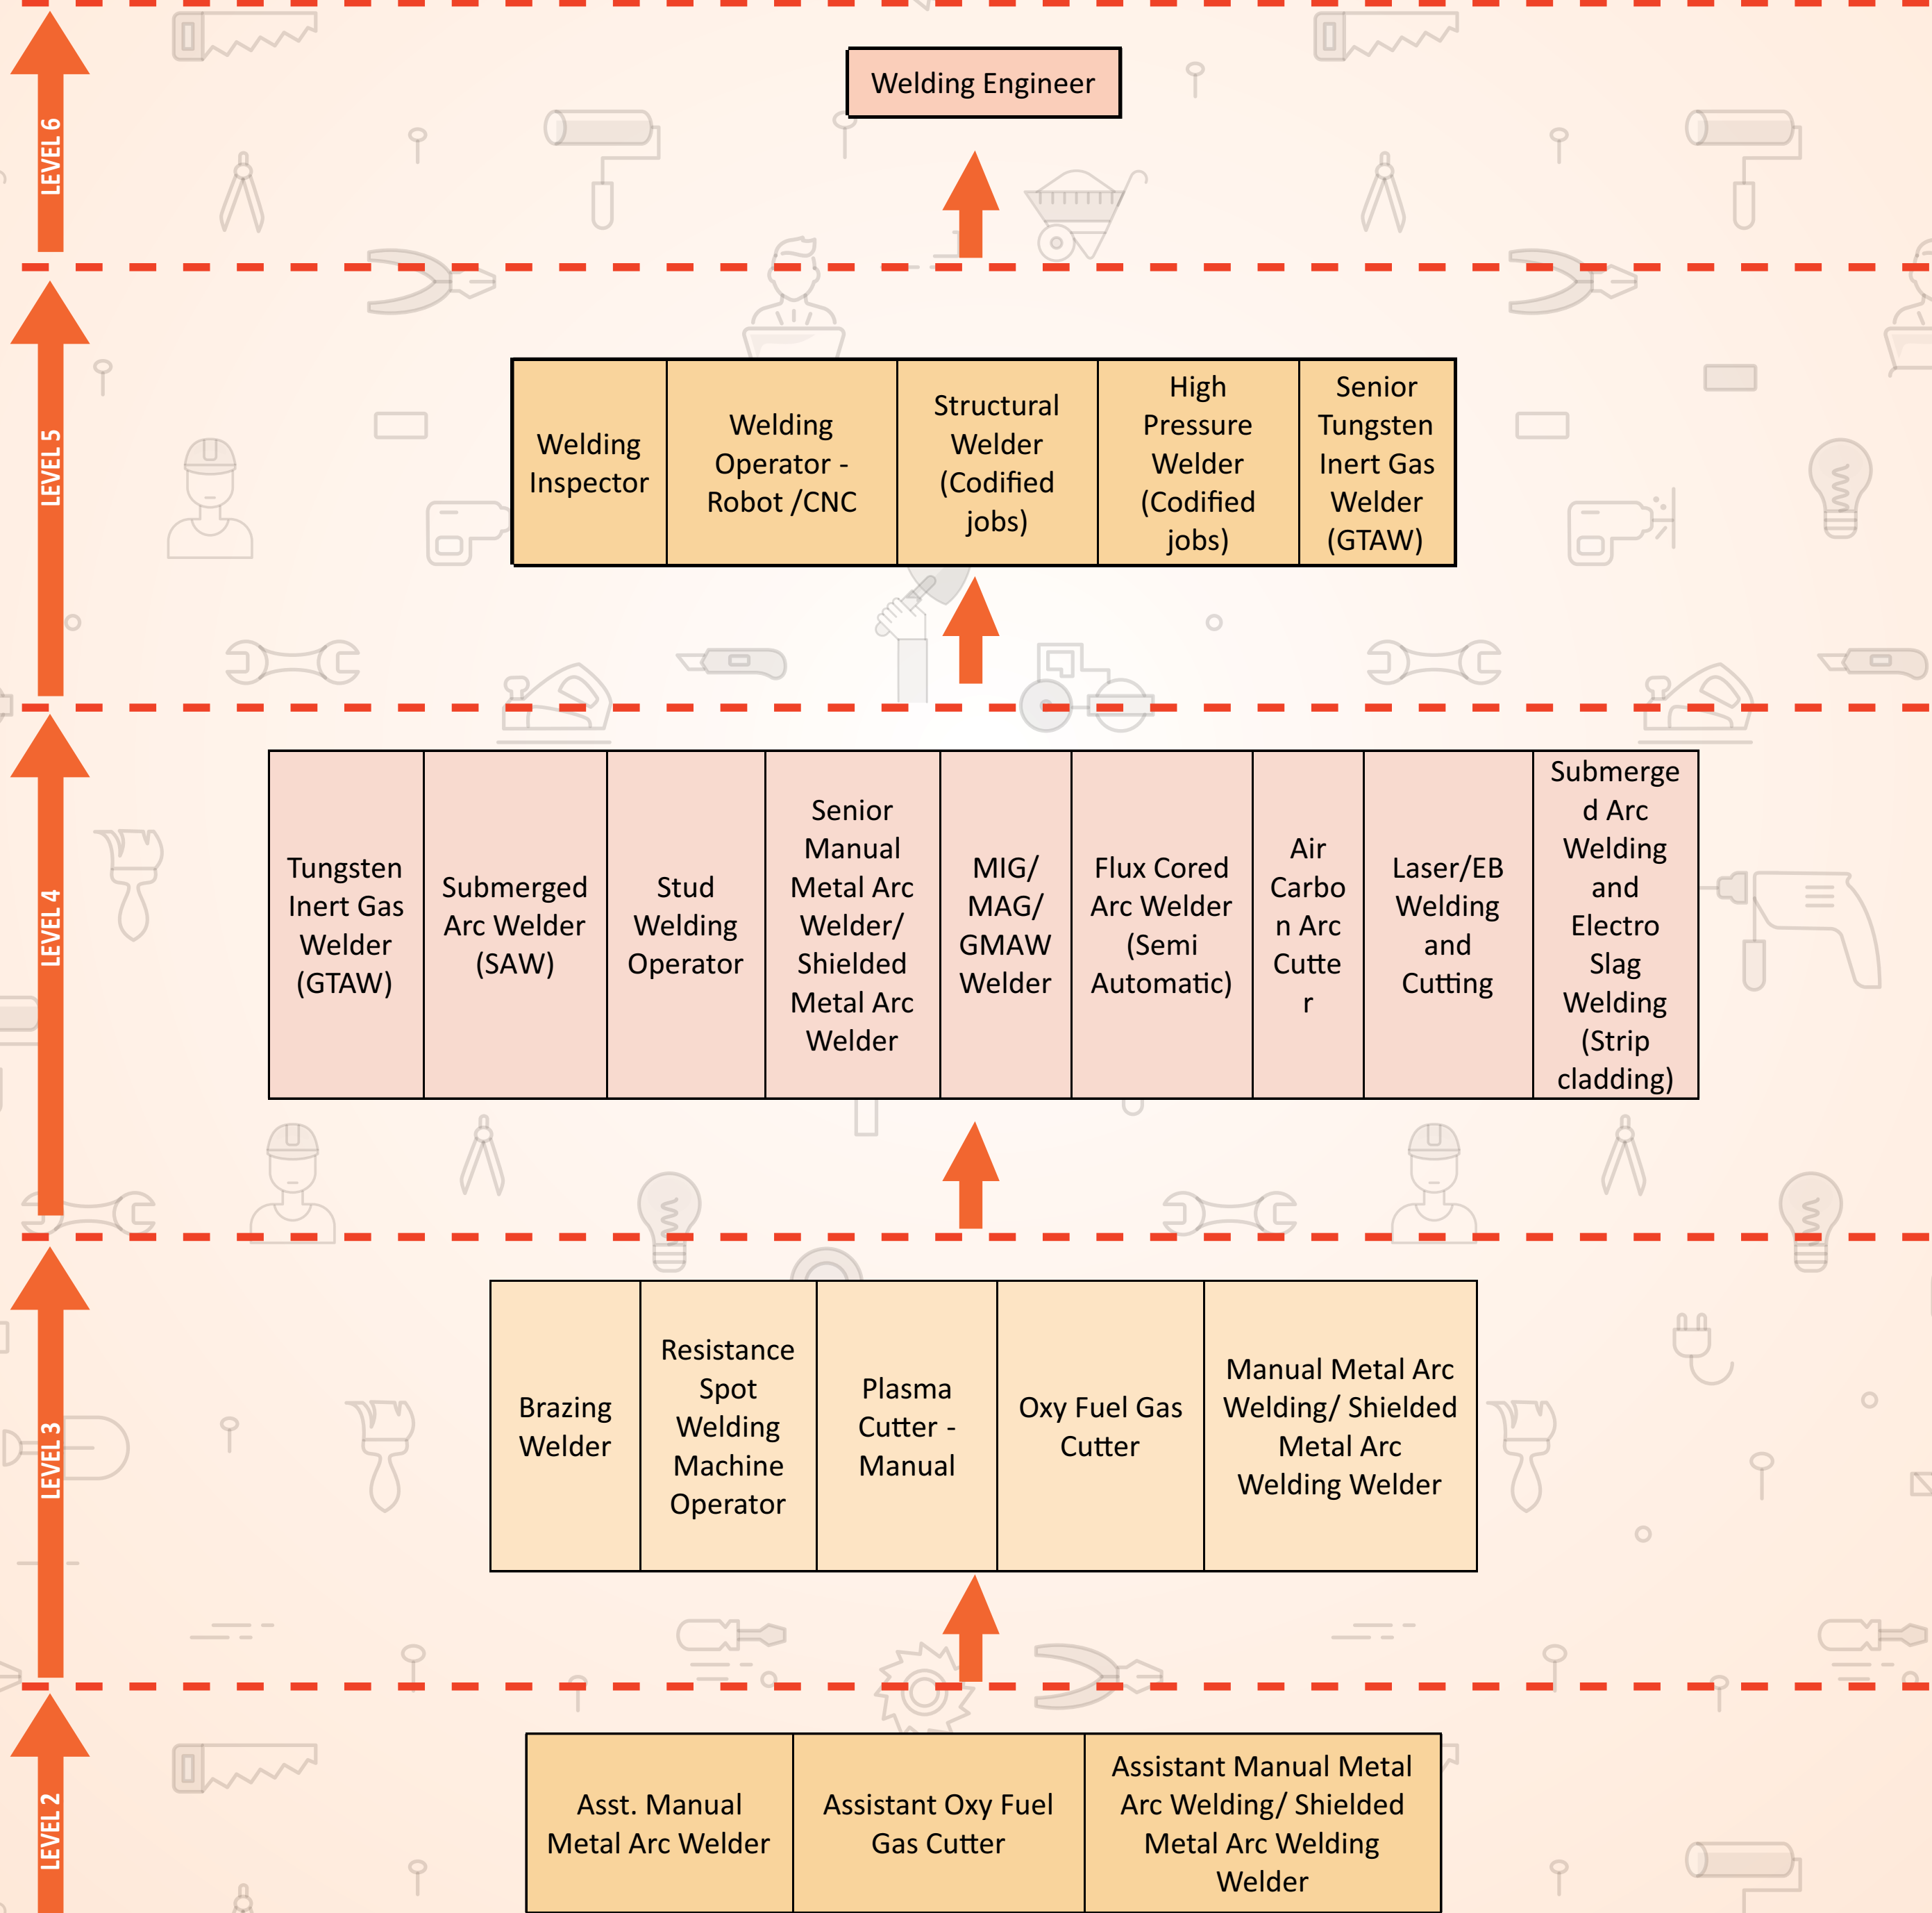 LEVEL 6
Welding Engineer
LEVEL 5
Welding
Inspector
Welding
Operator -
Robot /CNC
Structural
Welder
(Codified
jobs)
High
Pressure
Welder
(Codified
jobs)
Senior
Tungsten
Inert Gas
Welder
(GTAW)
LEVEL 4
Tungsten
Inert Gas
Welder
(GTAW)
Submerged
Arc Welder
(SAW)
Stud
Welding
Operator
Senior
Manual
Metal Arc
Welder/
Shielded
Metal Arc
Welder
MIG/
MAG/
GMAW
Welder
Flux Cored
Arc Welder
(Semi
Automatic)
Air
Carbo
n Arc
Cutte
r
Laser/EB
Welding
and
Cutting
Submerge
d Arc
Welding
and
Electro
Slag
Welding
(Strip
cladding)
LEVEL 3
Brazing
Welder
Resistance
Spot
Welding
Machine
Operator
Plasma
Cutter -
Manual
Oxy Fuel Gas
Cutter
Manual Metal Arc
Welding/ Shielded
Metal Arc
Welding Welder
LEVEL 2
Asst. Manual
Metal Arc Welder
Assistant Oxy Fuel
Gas Cutter
Assistant Manual Metal
Arc Welding/ Shielded
Metal Arc Welding
Welder